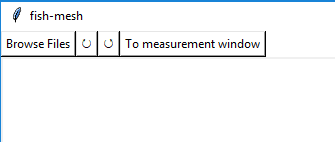 fish-mesh
Browse Files ↻ ↺ To measurement window